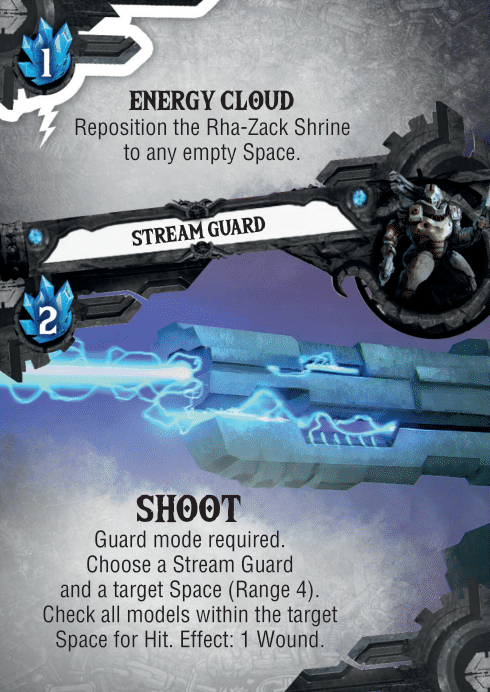 1
ENERGY CLOUD
Reposition the Rha-Zack Shrine
to any empty Space.
STREAM GUARD
2
SHOOT
Guard mode required.
Choose a Stream Guard
and a target Space (Range 4).
Check all models within the target
Space for Hit. Effect: 1 Wound.